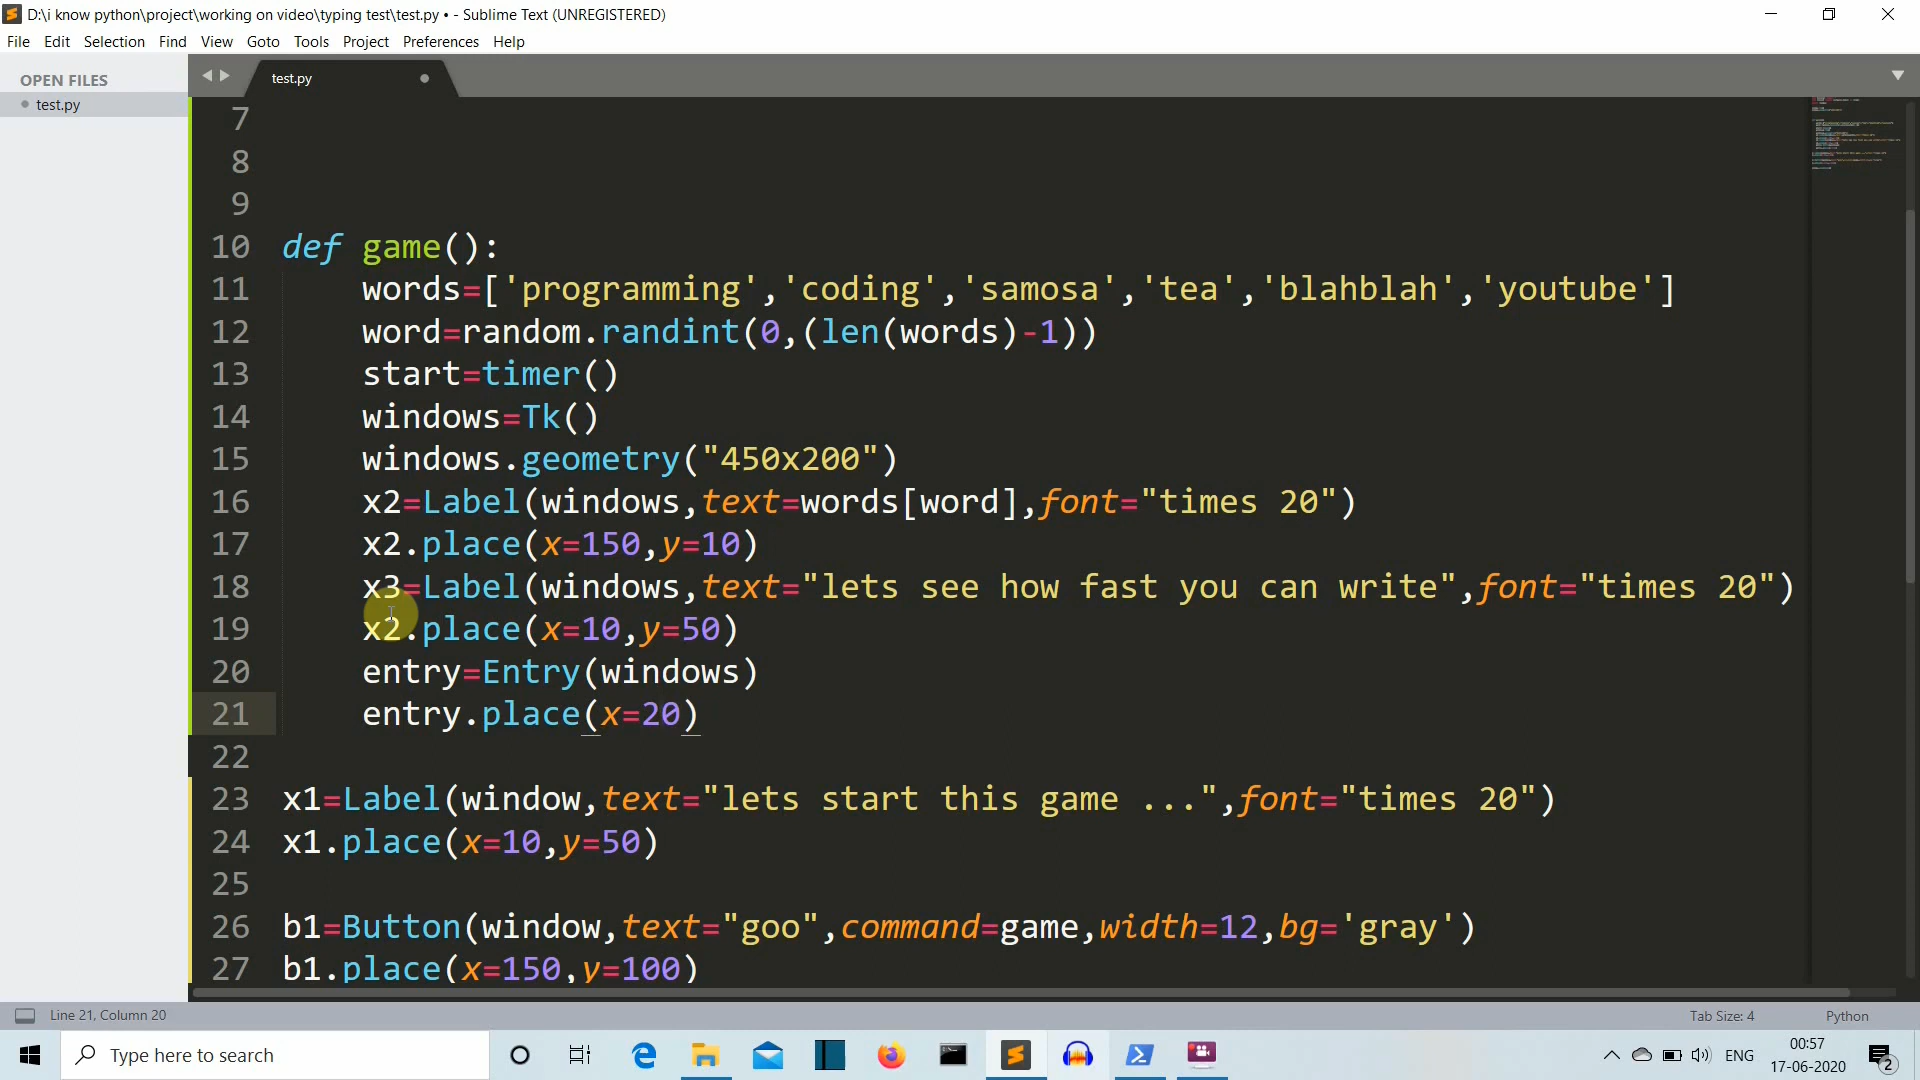 D:\i know python\project\working on video\typing test\test.py • - Sublime Text (UNREGISTERED)
File Edit Selection Find View Goto Tools Project Preferences Help
OPEN FILES
test.py
test.py
7
8
9
10 def game():
11 words=['programming','coding','samosa','tea','blahblah','youtube']
12 word=random.randint(0,(len(words)-1))
13 start=timer()
14 windows=Tk()
15 windows.geometry("450x200")
16 x2=Label(windows,text=words[word],font="times 20")
17 x2.place(x=150,y=10)
18 x3=Label(windows,text="lets see how fast you can write",font="times 20")
19 x2.place(x=10,y=50)
20 entry=Entry(windows)
21 entry.place(x=20)
22
23 x1=Label(window,text="lets start this game ...",font="times 20")
24 x1.place(x=10,y=50)
25
26 b1=Button(window,text="goo",command=game,width=12,bg='gray')
27 b1.place(x=150,y=100)
Line 21, Column 20
Tab Size: 4
Python
Type here to search
ENG
00:57
17-06-2020
2